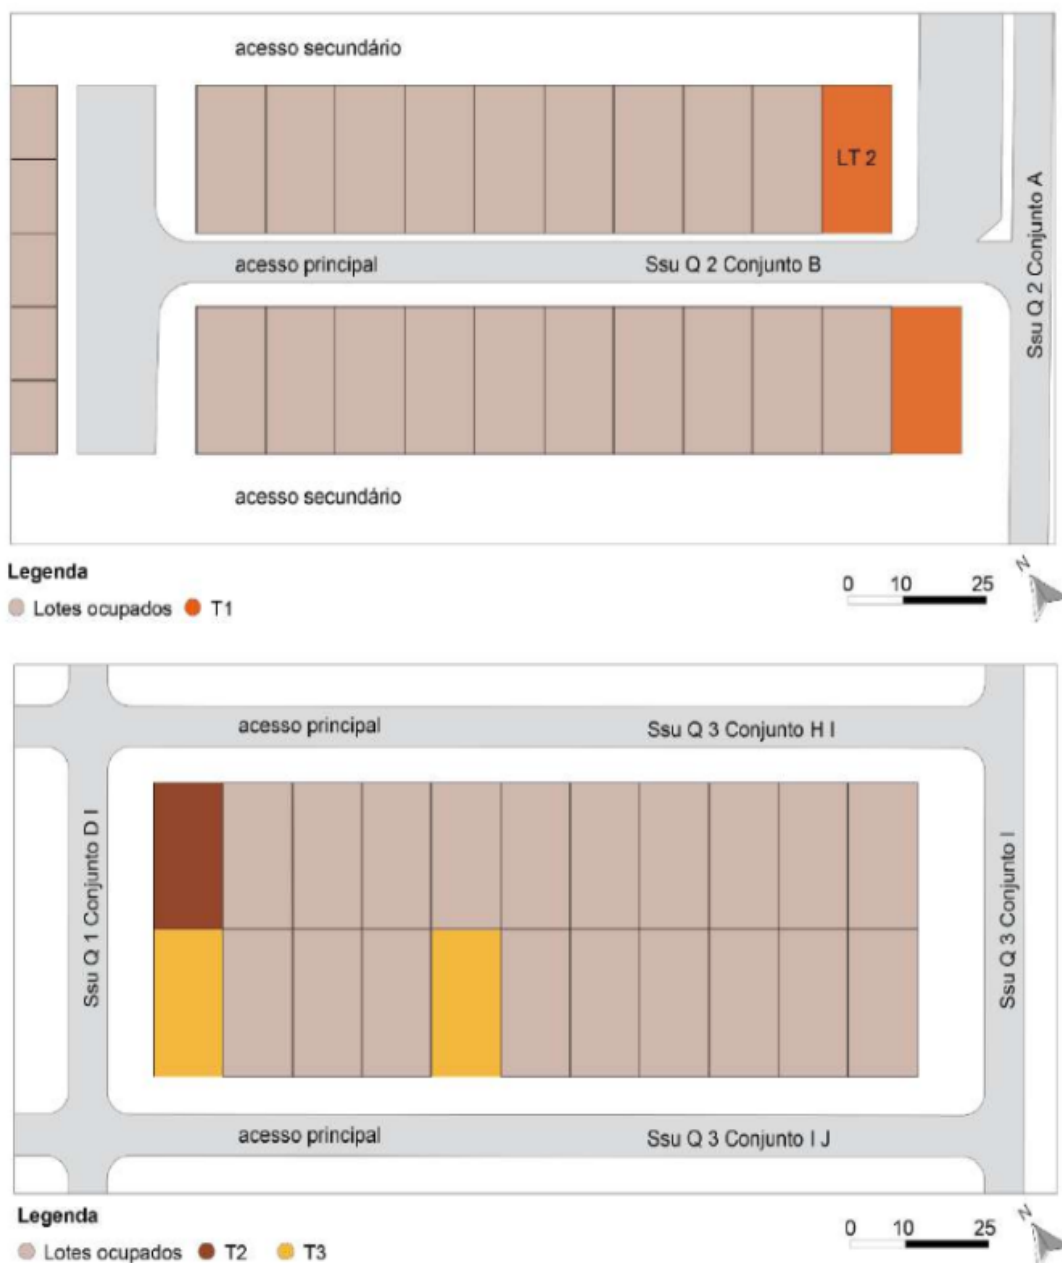 acesso secundário
LT 2
acesso principal
Ssu Q 2 Conjunto B
Ssu Q 2 Conjunto A
acesso secundário
Legenda
Lotes ocupados T1
0 10 25
N
acesso principal
Ssu Q 3 Conjunto H I
Ssu Q 1 Conjunto D I
Ssu Q 3 Conjunto I
acesso principal
Ssu Q 3 Conjunto I J
Legenda
Lotes ocupados T2 T3
0 10 25
N